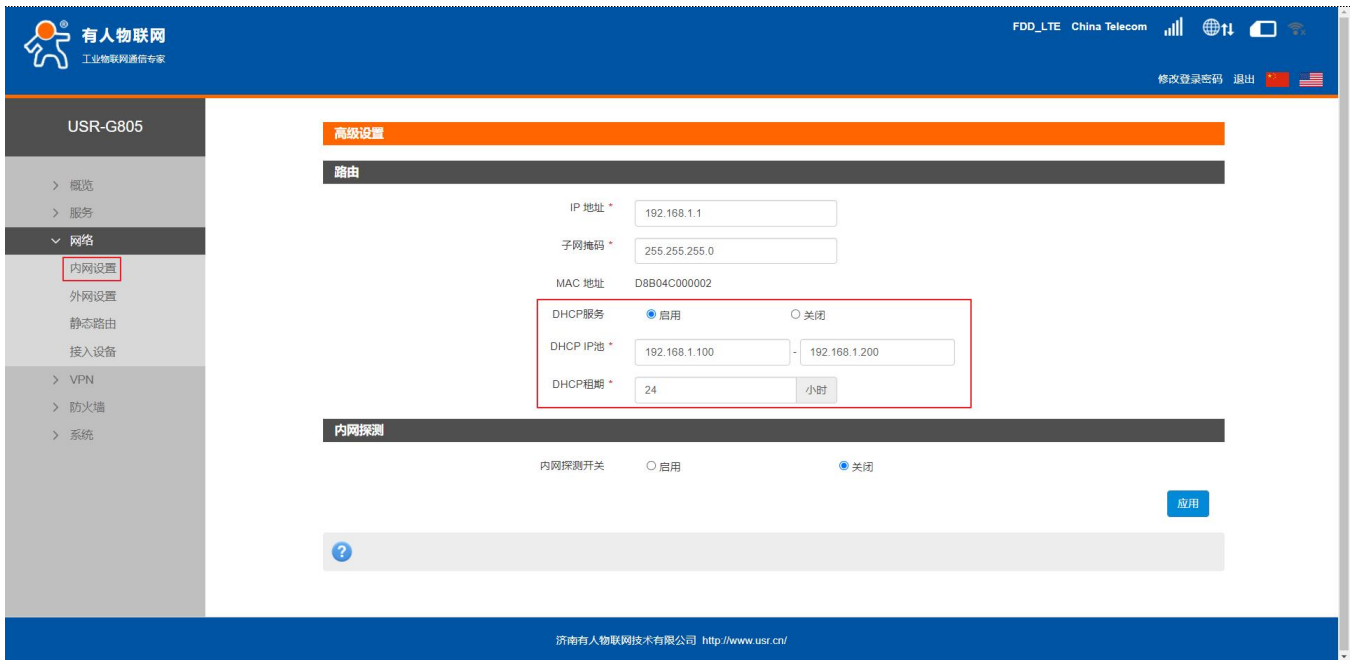 有人物联网
工业物联网通信专家
FDD_LTE China Telecom
修改登录密码 退出
USR-G805
概览
服务
网络
内网设置
外网设置
静态路由
接入设备
VPN
防火墙
系统
高级设置
路由
IP 地址 * 192.168.1.1
子网掩码 * 255.255.255.0
MAC 地址 D8B04C000002
DHCP服务 启用 关闭
DHCP IP池 * 192.168.1.100 - 192.168.1.200
DHCP租期 * 24 小时
内网探测
内网探测开关 启用 关闭
应用
济南有人物联网技术有限公司 http://www.usr.cn/